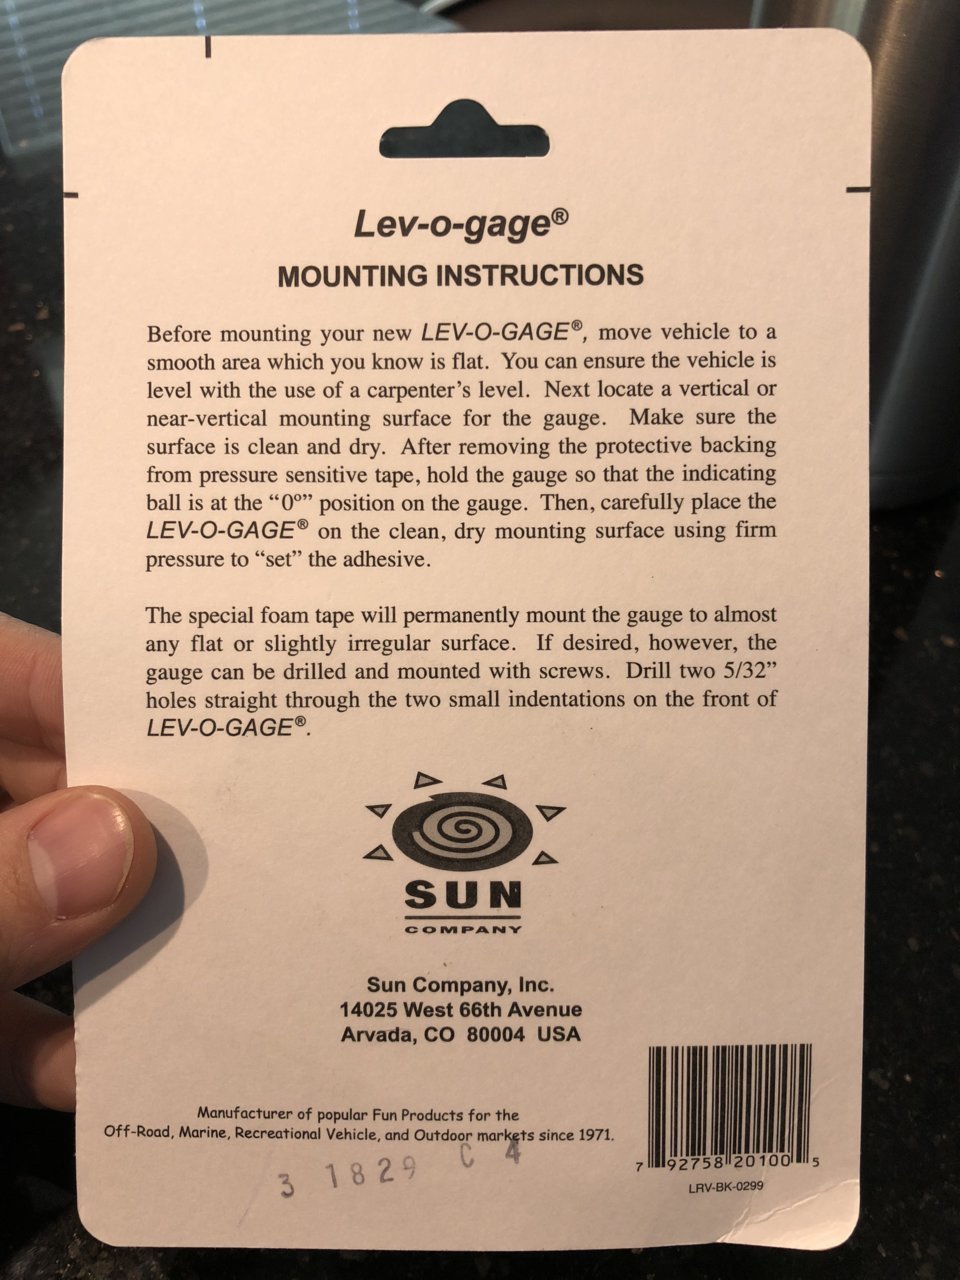 Lev-o-gage®
MOUNTING INSTRUCTIONS
Before mounting your new LEV-O-GAGE®, move vehicle to a
smooth area which you know is flat. You can ensure the vehicle is
level with the use of a carpenter's level. Next locate a vertical or
near-vertical mounting surface for the gauge. Make sure the
surface is clean and dry. After removing the protective backing
from pressure sensitive tape, hold the gauge so that the indicating
ball is at the “0º” position on the gauge. Then, carefully place the
LEV-O-GAGE® on the clean, dry mounting surface using firm
pressure to “set” the adhesive.
The special foam tape will permanently mount the gauge to almost
any flat or slightly irregular surface. If desired, however, the
gauge can be drilled and mounted with screws. Drill two 5/32”
holes straight through the two small indentations on the front of
LEV-O-GAGE®.
SUN
COMPANY
Sun Company, Inc.
14025 West 66th Avenue
Arvada, CO 80004 USA
Manufacturer of popular Fun Products for the
Off-Road, Marine, Recreational Vehicle, and Outdoor markets since 1971.
3 1829 C 4
7 92758 20100 5
LRV-BK-0299